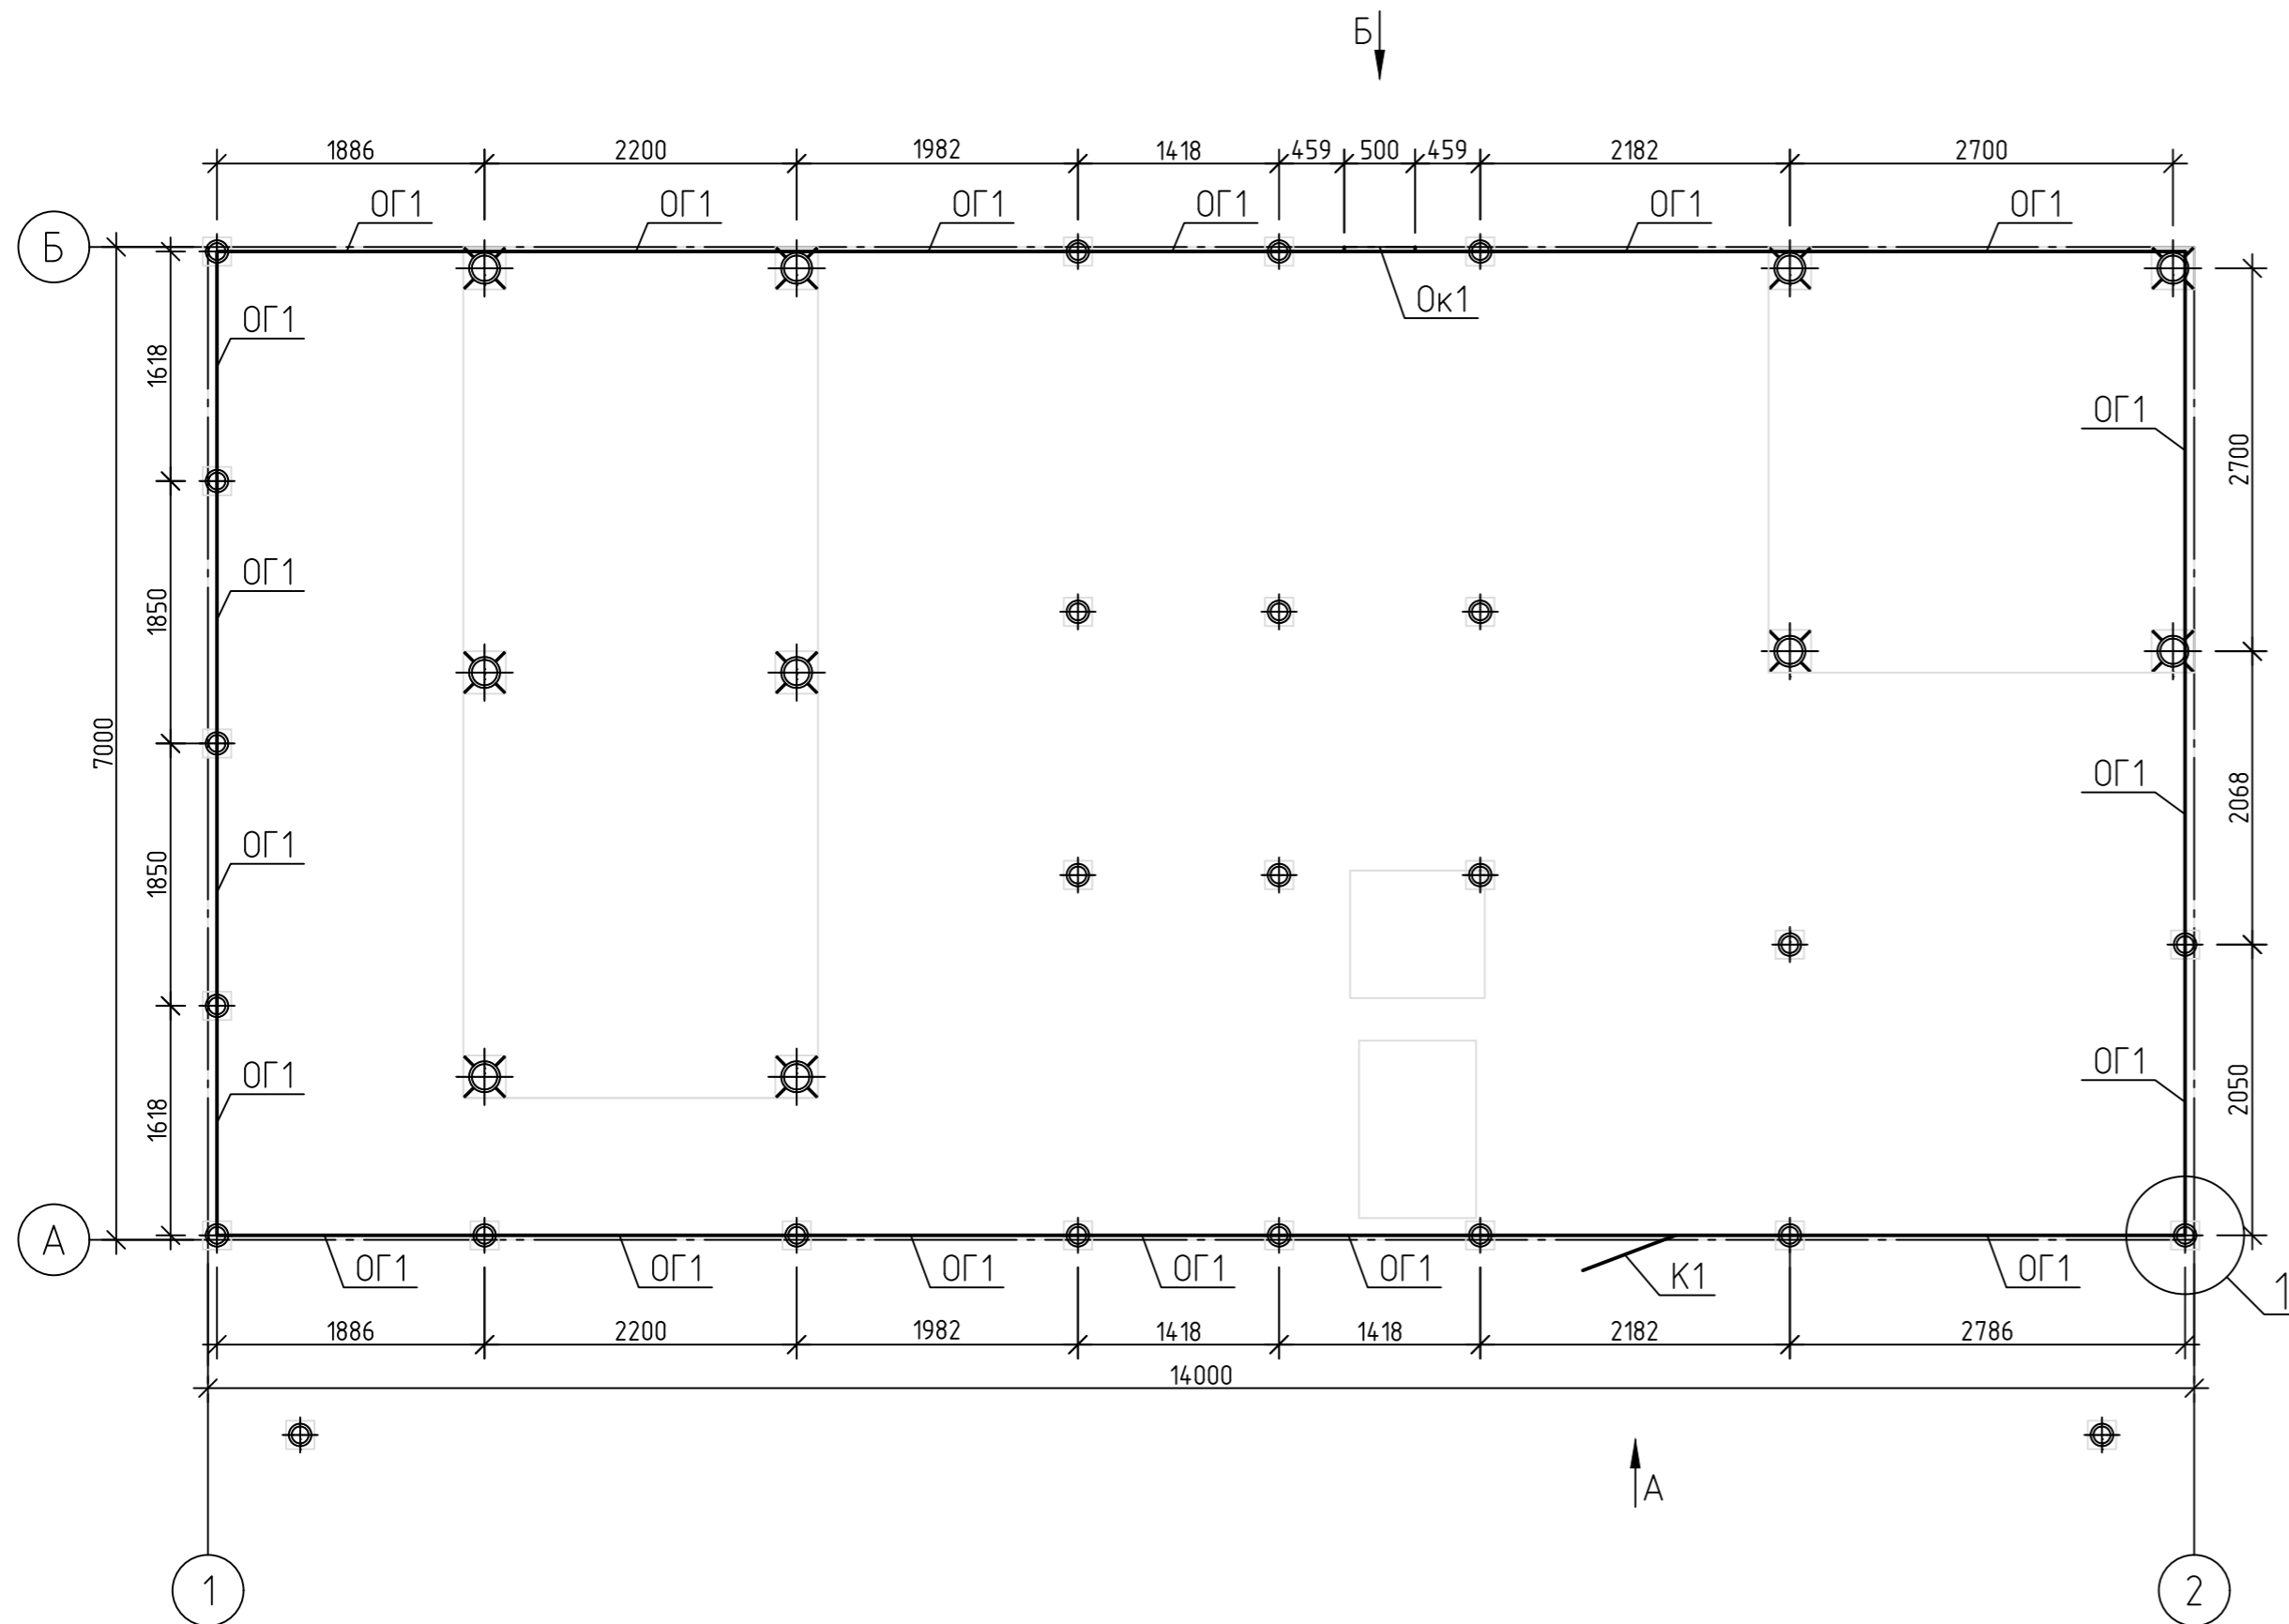 Б
1886 2200 1982 1418 459 500 459 2182 2700
ОГ1 ОГ1 ОГ1 ОГ1 ОГ1 ОГ1
Б
Ок1
ОГ1
1618
ОГ1
2700
ОГ1
1850
7000
ОГ1
2068
ОГ1
1850
ОГ1
ОГ1
2050
1618
А
ОГ1 ОГ1 ОГ1 ОГ1 ОГ1 К1 ОГ1
1
1886 2200 1982 1418 1418 2182 2786
14000
А
1 2